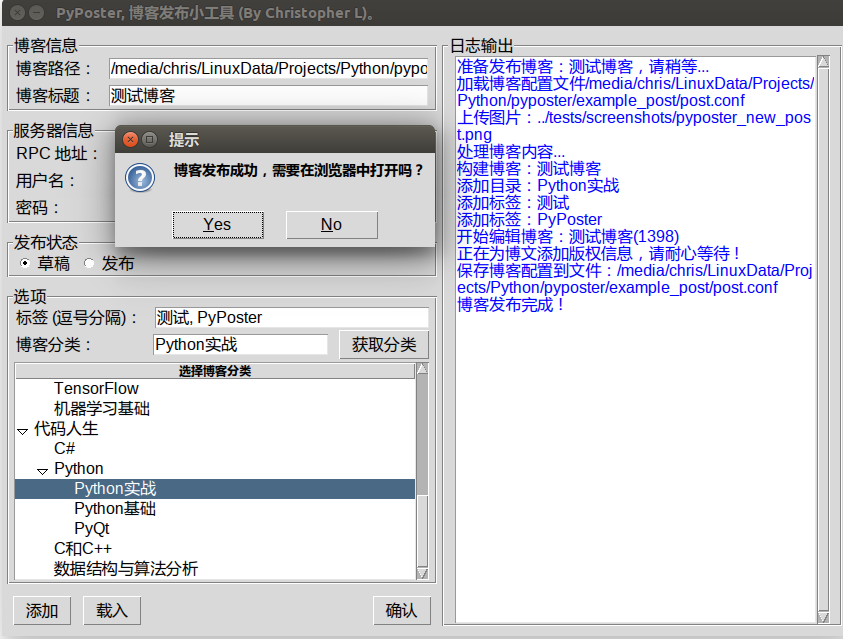 PyPoster, 博客发布小工具 (By Christopher L)。
博客信息
博客路径：
/media/chris/LinuxData/Projects/Python/pypo
博客标题：
测试博客
服务器信息
RPC 地址：
用户名：
密码：
提示
博客发布成功，需要在浏览器中打开吗？
Yes
No
发布状态
草稿
发布
选项
标签 (逗号分隔)：
测试, PyPoster
博客分类：
Python实战
获取分类
选择博客分类
TensorFlow
机器学习基础
代码人生
C#
Python
Python实战
Python基础
PyQt
C和C++
数据结构与算法分析
添加
载入
确认
日志输出
准备发布博客：测试博客，请稍等...
加载博客配置文件/media/chris/LinuxData/Projects/
Python/pyposter/example_post/post.conf
上传图片：../tests/screenshots/pyposter_new_pos
t.png
处理博客内容...
构建博客：测试博客
添加目录：Python实战
添加标签：测试
添加标签：PyPoster
开始编辑博客：测试博客(1398)
正在为博文添加版权信息，请耐心等待！
保存博客配置到文件：/media/chris/LinuxData/Proj
ects/Python/pyposter/example_post/post.conf
博客发布完成！